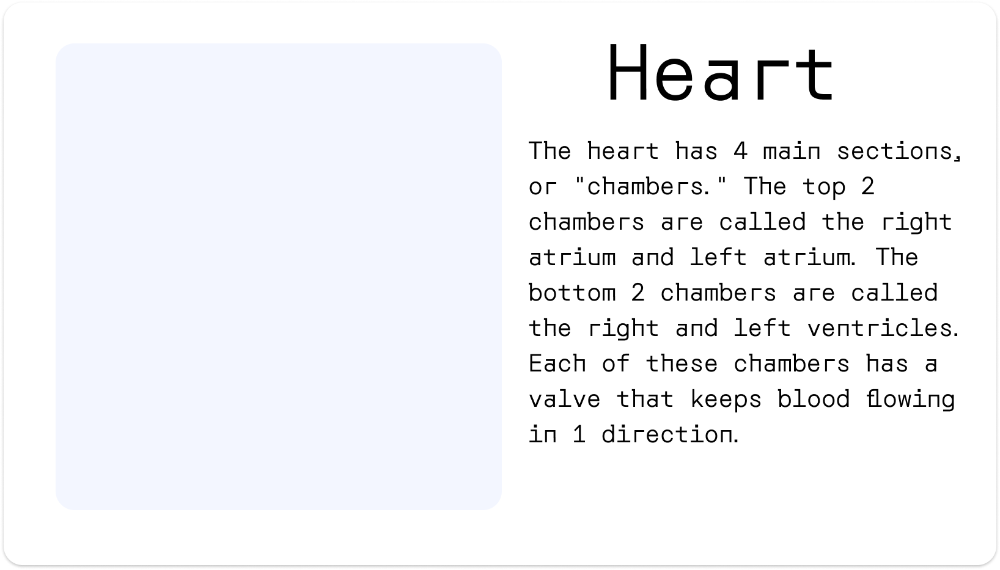 Heart
The heart has 4 main sections,
or "chambers." The top 2
chambers are called the right
atrium and left atrium. The
bottom 2 chambers are called
the right and left ventricles.
Each of these chambers has a
valve that keeps blood flowing
in 1 direction.